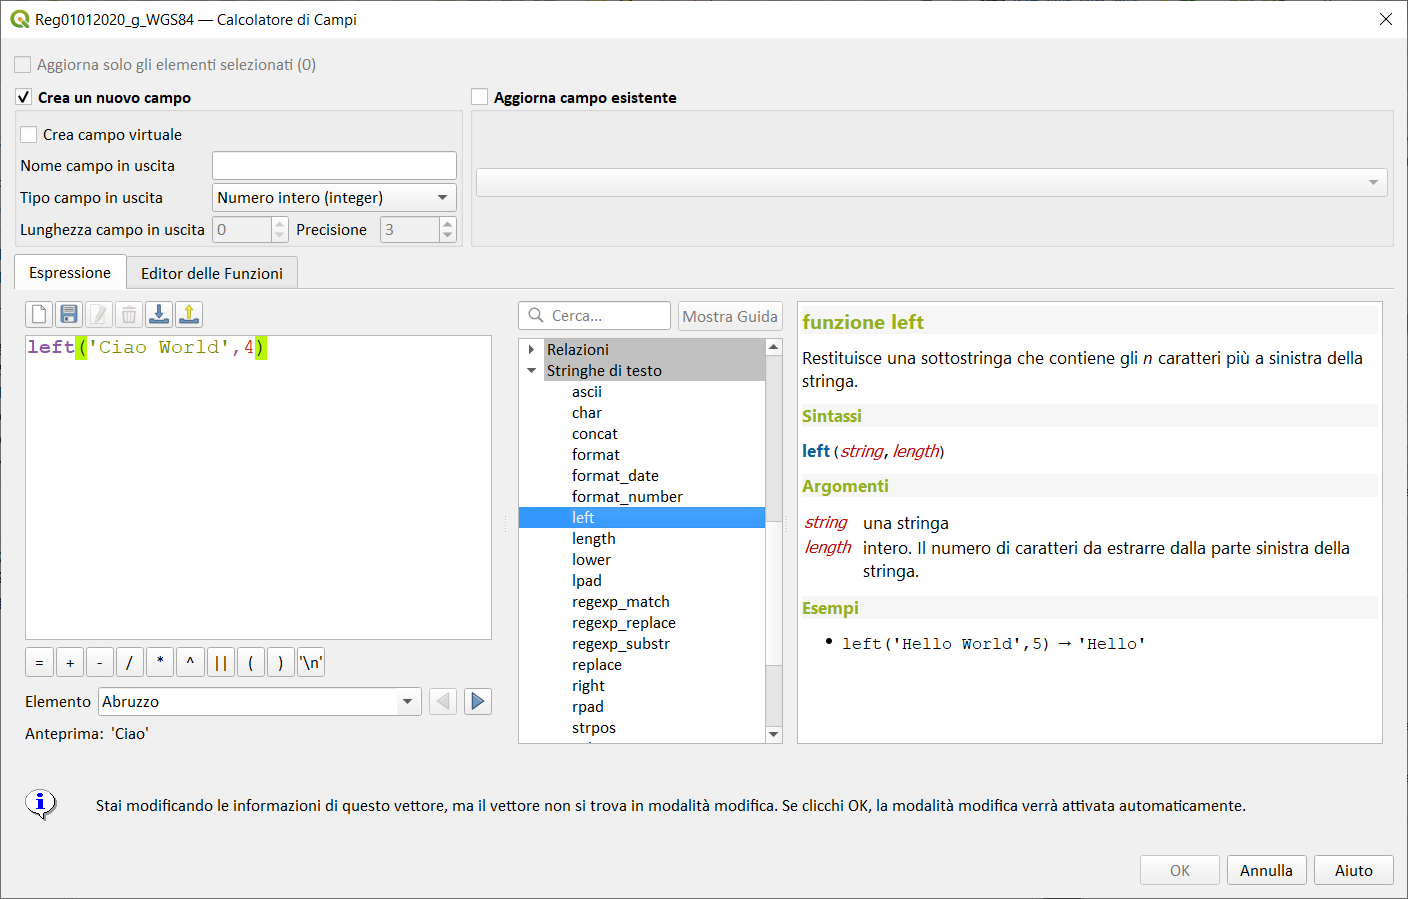 Reg01012020_g_WGS84 — Calcolatore di Campi
Aggiorna solo gli elementi selezionati (0)
Crea un nuovo campo
Aggiorna campo esistente
Crea campo virtuale
Nome campo in uscita
Tipo campo in uscita
Numero intero (integer)
Lunghezza campo in uscita
0
Precisione
3
Espressione
Editor delle Funzioni
left('Ciao World',4)
= + - / * ^ || ( ) '\n'
Elemento
Abruzzo
Anteprima: 'Ciao'
Cerca...
Mostra Guida
Relazioni
Stringhe di testo
ascii
char
concat
format
format_date
format_number
left
length
lower
lpad
regexp_match
regexp_replace
regexp_substr
replace
right
rpad
strpos
funzione left
Restituisce una sottostringa che contiene gli n caratteri più a sinistra della
stringa.
Sintassi
left(string, length)
Argomenti
string una stringa
length intero. Il numero di caratteri da estrarre dalla parte sinistra della
stringa.
Esempi
• left('Hello World',5) → 'Hello'
Stai modificando le informazioni di questo vettore, ma il vettore non si trova in modalità modifica. Se clicchi OK, la modalità modifica verrà attivata automaticamente.
OK
Annulla
Aiuto